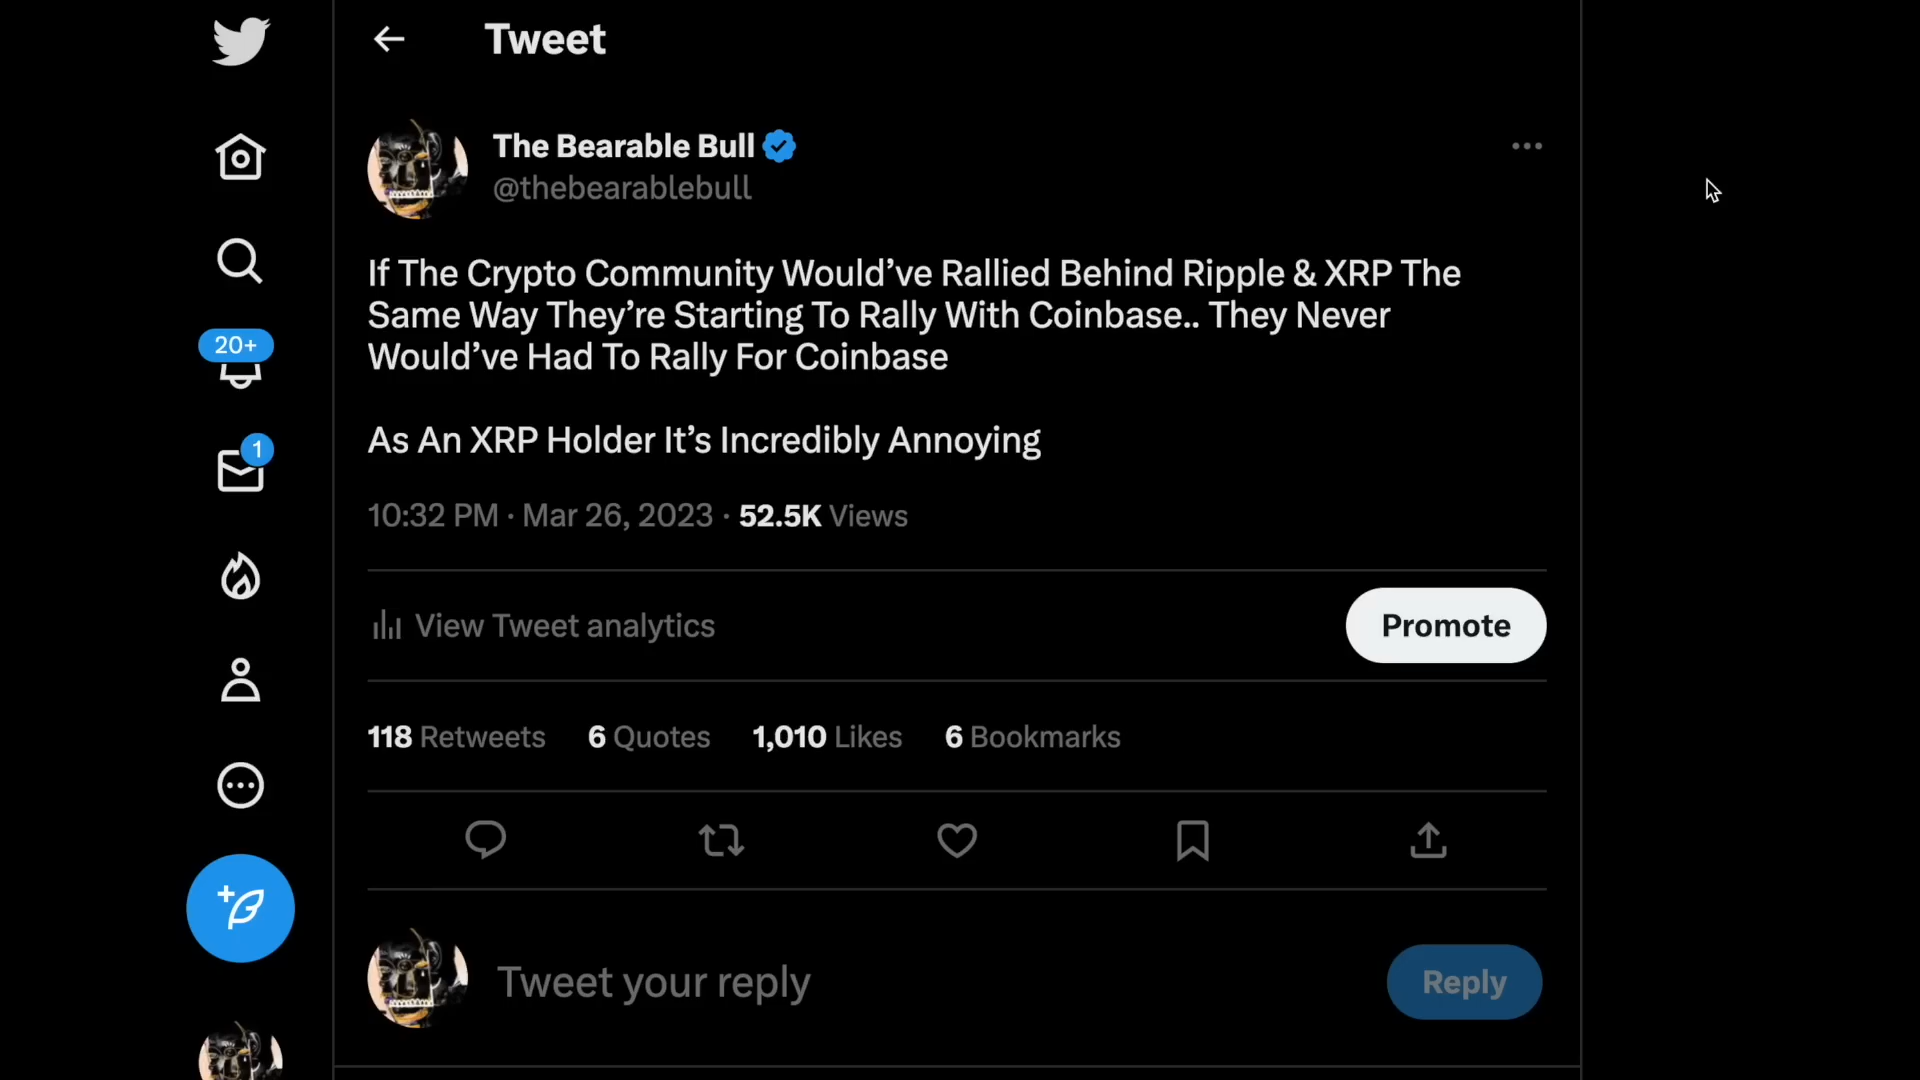 Tweet
The Bearable Bull
@thebearablebull
If The Crypto Community Would’ve Rallied Behind Ripple & XRP The
Same Way They’re Starting To Rally With Coinbase.. They Never
Would’ve Had To Rally For Coinbase
As An XRP Holder It’s Incredibly Annoying
10:32 PM · Mar 26, 2023 · 52.5K Views
20+
1
View Tweet analytics
Promote
118 Retweets 6 Quotes 1,010 Likes 6 Bookmarks
Tweet your reply
Reply